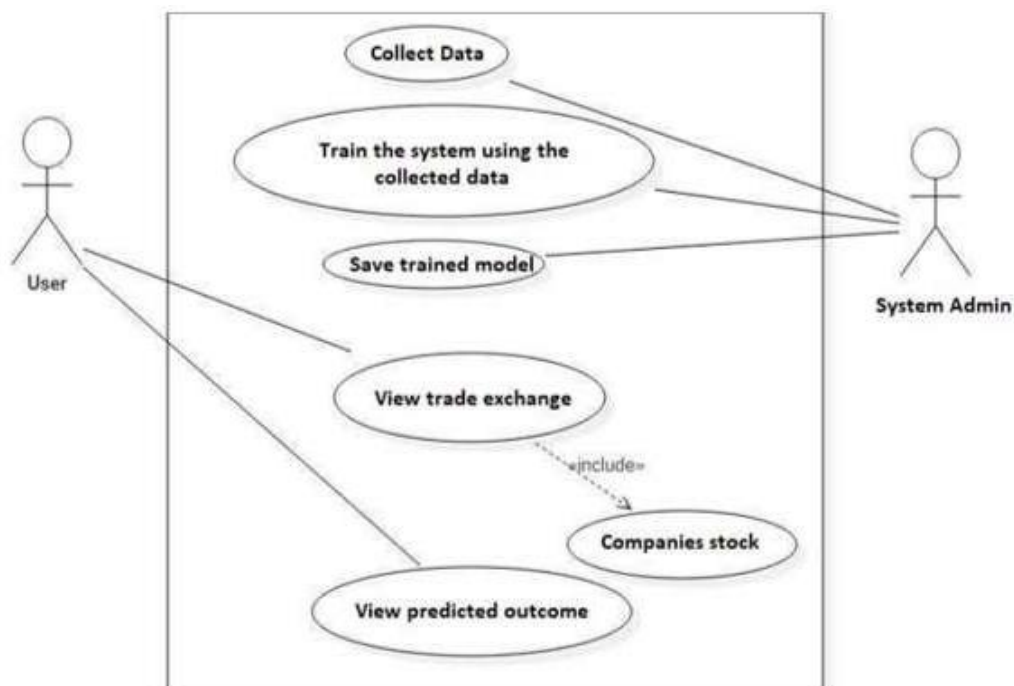 Collect Data
Train the system using the
collected data
Save trained model
User
System Admin
View trade exchange
«include»
Companies stock
View predicted outcome